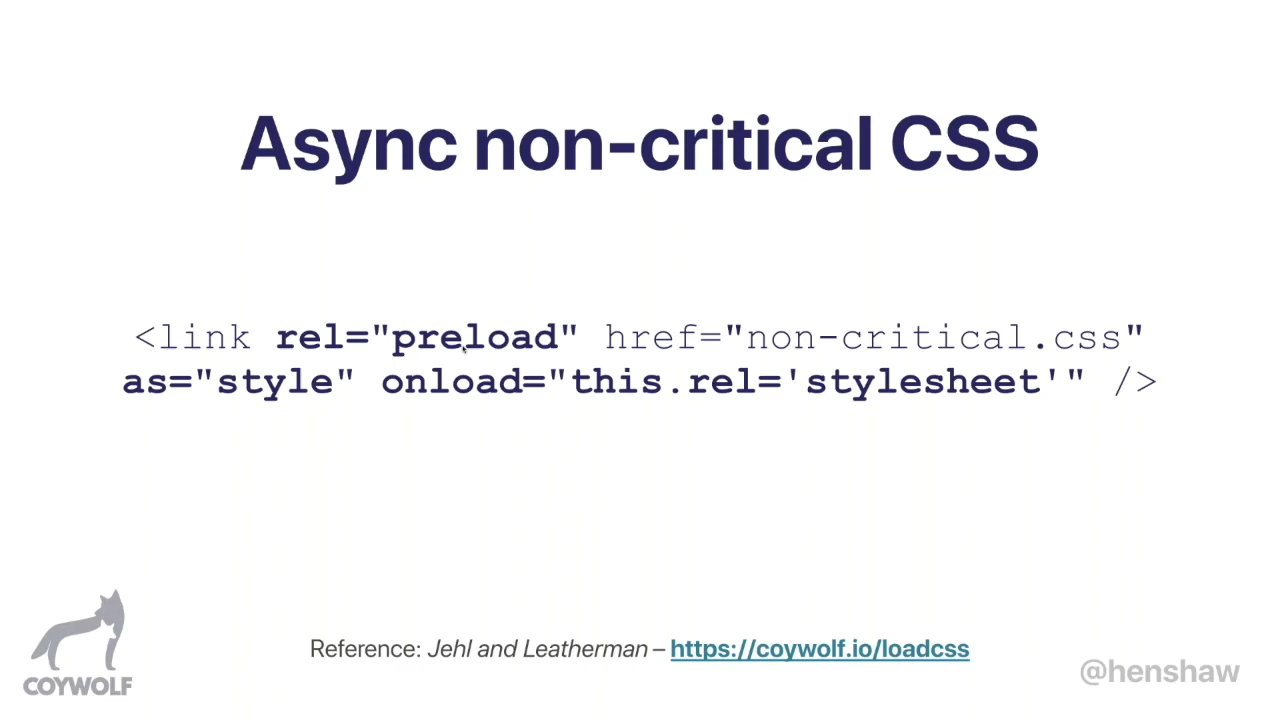 Async non-critical CSS
<link rel="preload" href="non-critical.css"
as="style" onload="this.rel='stylesheet'" />
Reference: Jehl and Leatherman – https://coywolf.io/loadcss
COYWOLF
@henshaw